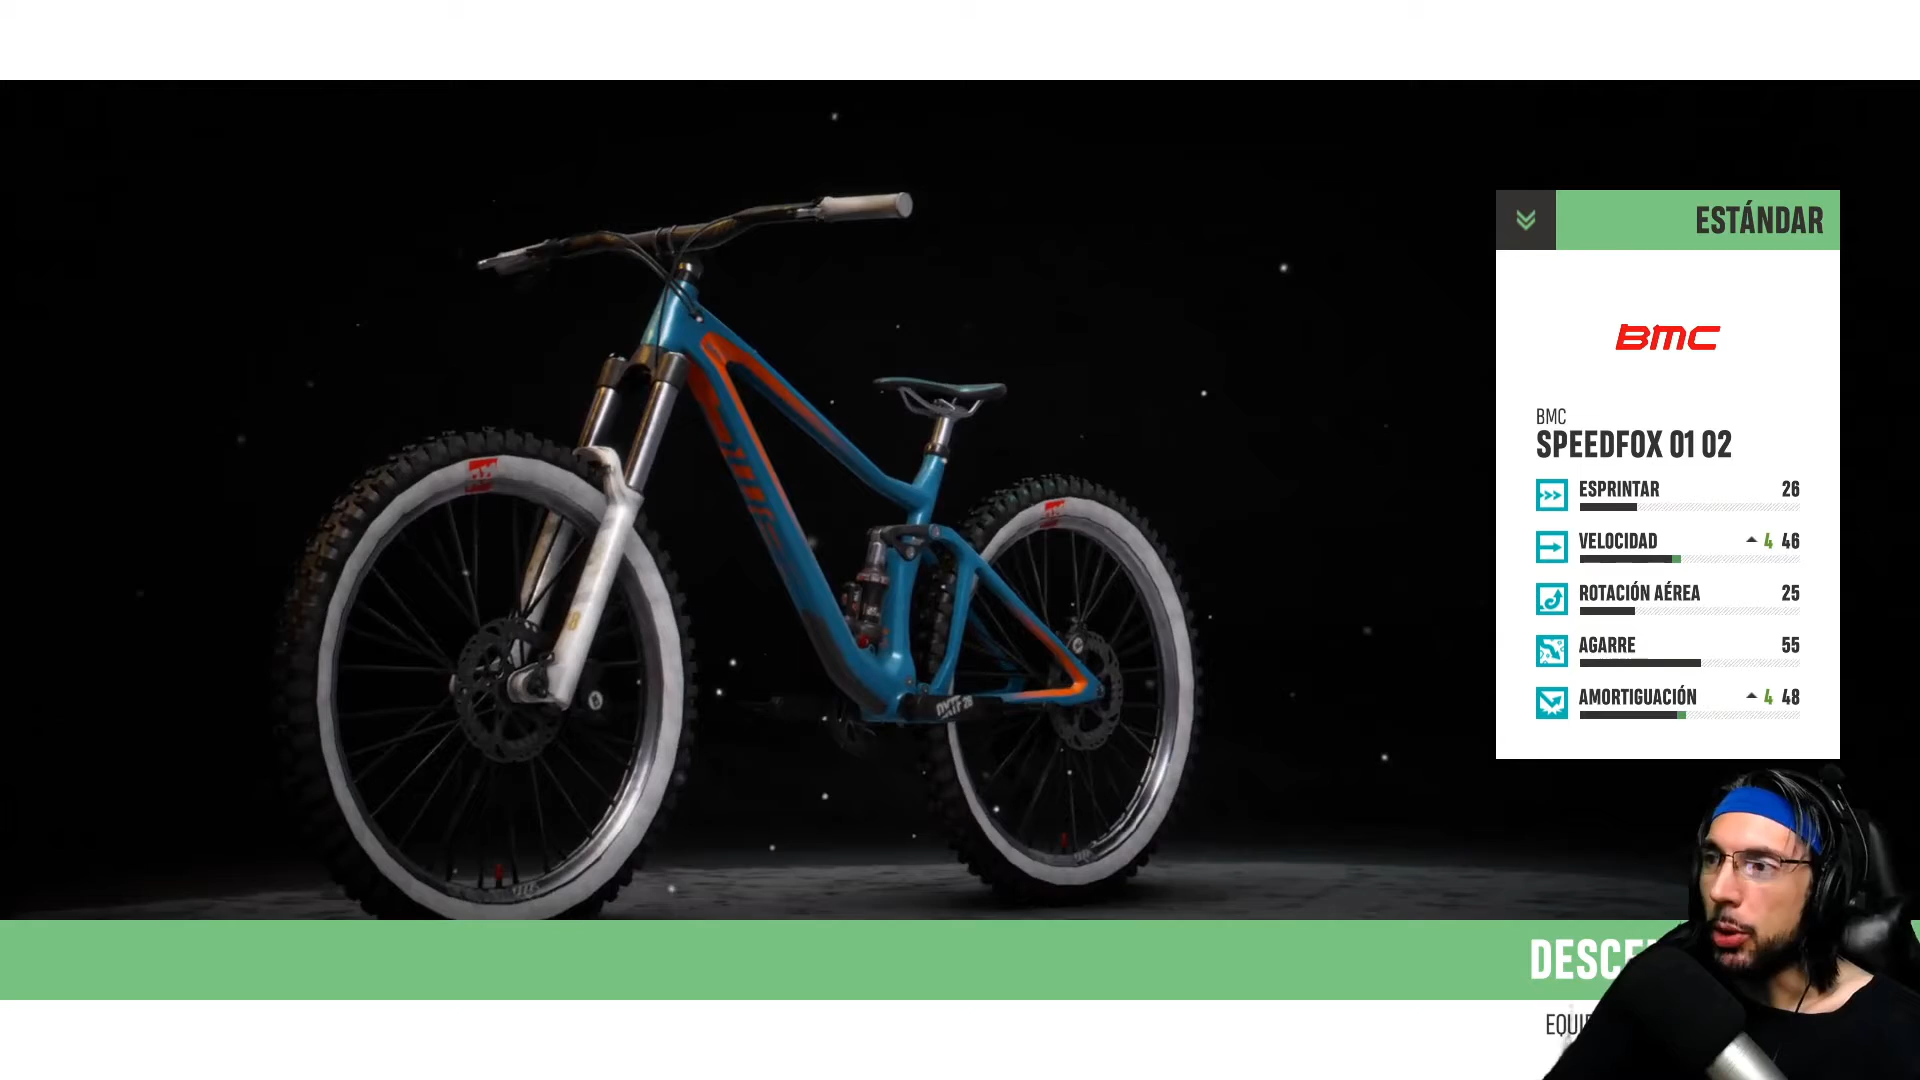 ESTÁNDAR
BMC
BMC
SPEEDFOX 01 02
ESPRINTAR 26
VELOCIDAD 4 46
ROTACIÓN AÉREA 25
AGARRE 55
AMORTIGUACIÓN 4 48